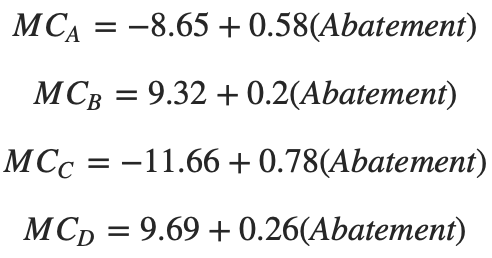 MC_A = −8.65 + 0.58(Abatement)
MC_B = 9.32 + 0.2(Abatement)
MC_C = −11.66 + 0.78(Abatement)
MC_D = 9.69 + 0.26(Abatement)